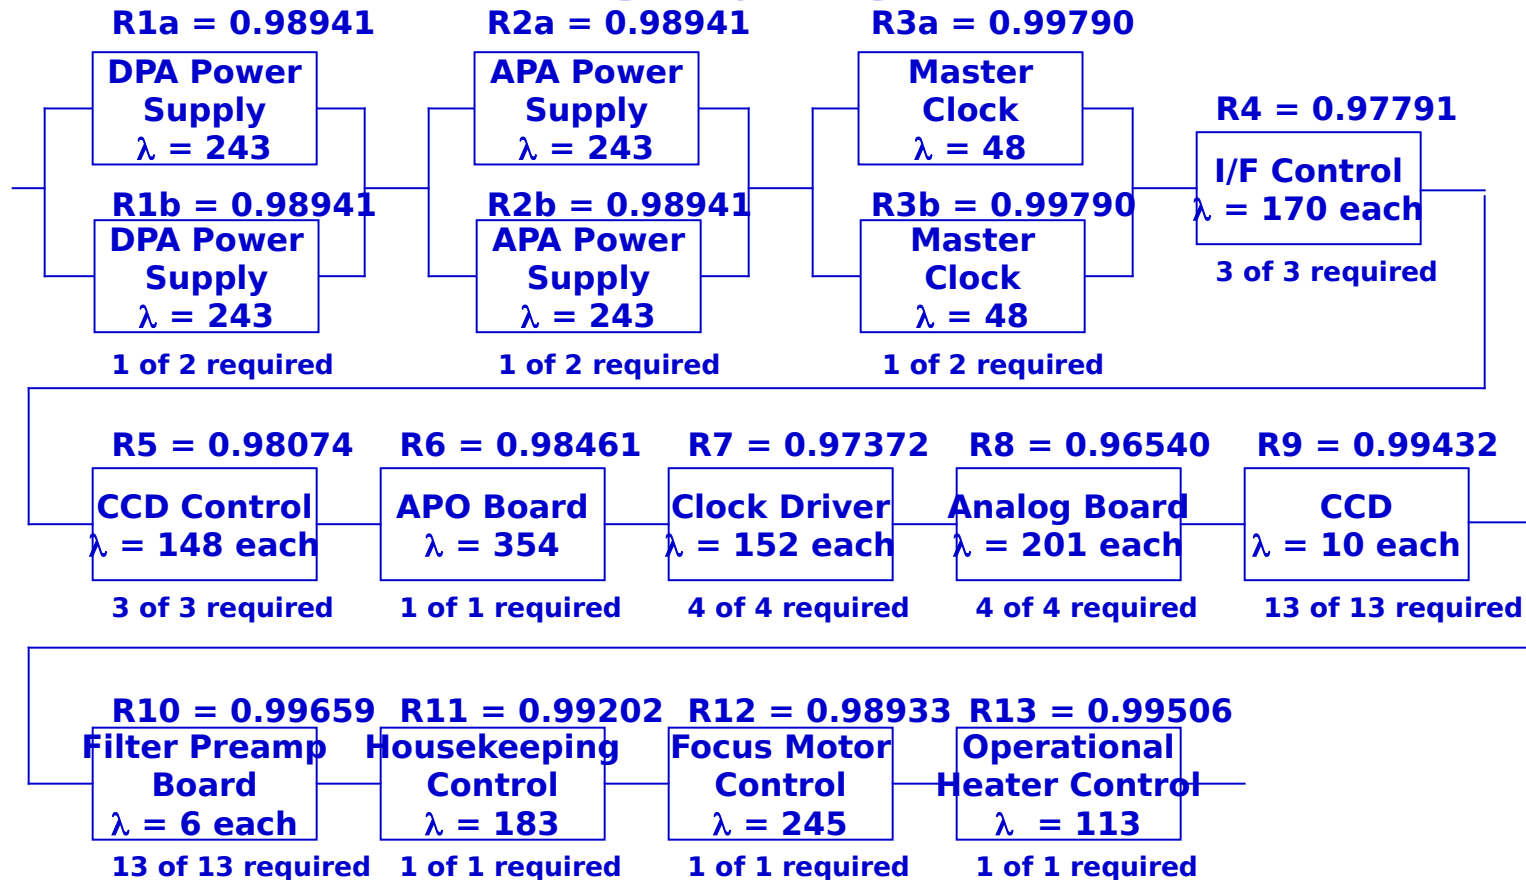 R1a = 0.98941
R2a = 0.98941
R3a = 0.99790
DPA Power
Supply
λ = 243
APA Power
Supply
λ = 243
Master
Clock
λ = 48
R4 = 0.97791
I/F Control
λ = 170 each
3 of 3 required
R1b = 0.98941
R2b = 0.98941
R3b = 0.99790
DPA Power
Supply
λ = 243
APA Power
Supply
λ = 243
Master
Clock
λ = 48
1 of 2 required
1 of 2 required
1 of 2 required
R5 = 0.98074
R6 = 0.98461
R7 = 0.97372
R8 = 0.96540
R9 = 0.99432
CCD Control
λ = 148 each
APO Board
λ = 354
Clock Driver
λ = 152 each
Analog Board
λ = 201 each
CCD
λ = 10 each
3 of 3 required
1 of 1 required
4 of 4 required
4 of 4 required
13 of 13 required
R10 = 0.99659
R11 = 0.99202
R12 = 0.98933
R13 = 0.99506
Filter Preamp
Board
λ = 6 each
Housekeeping
Control
λ = 183
Focus Motor
Control
λ = 245
Operational
Heater Control
λ = 113
13 of 13 required
1 of 1 required
1 of 1 required
1 of 1 required